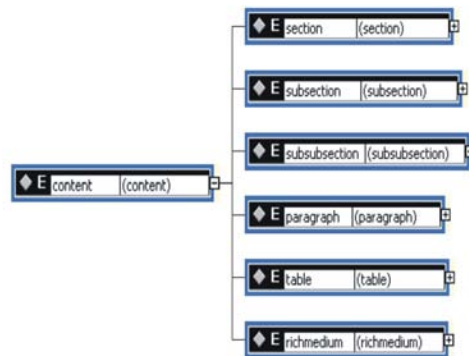 E section (section)
E subsection (subsection)
E subsubsection (subsubsection)
E content (content)
E paragraph (paragraph)
E table (table)
E richmedium (richmedium)